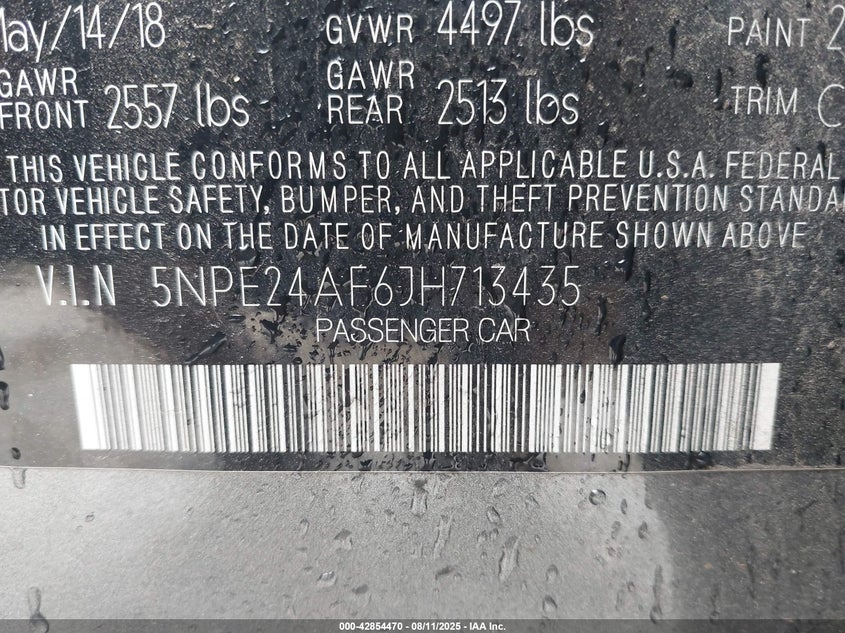 May/14/18 GVWR 4497 lbs PAINT 2
GAWR FRONT 2557 lbs GAWR REAR 2513 lbs TRIM C
THIS VEHICLE CONFORMS TO ALL APPLICABLE U.S.A. FEDERAL
TOR VEHICLE SAFETY, BUMPER, AND THEFT PREVENTION STANDA
IN EFFECT ON THE DATE OF MANUFACTURE SHOWN ABOVE
V.I.N 5NPE24AF6JH713435
PASSENGER CAR
000-42854470 - 08/11/2025 - IAA Inc.